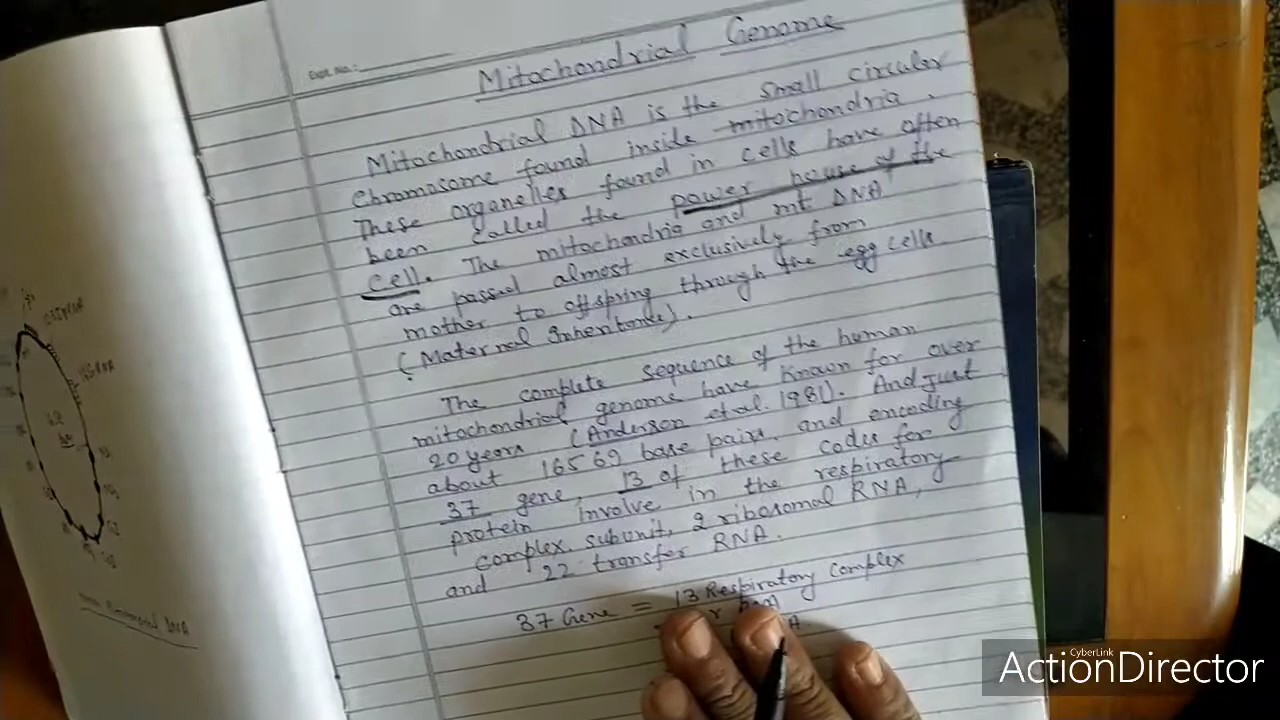 Expt. No.:
Mitochondrial Genome
Mitochondrial DNA is the small circular
chromosome found inside mitochondria.
These organelles found in cells have often
been called the power house of the
cell. The mitochondria and mt DNA
are passed almost exclusively from
mother to offspring through the egg cells.
(Maternal Inheritance).
The complete sequence of the human
mitochondrial genome have known for over
20 years (Anderson et al. 1981). And just
about 16569 base pairs. and encoding
37 gene, 13 of these codes for
protein involve in the respiratory
complex subunit, 2 ribosomal RNA,
and 22 transfer RNA.
37 Gene = 13 Respiratory complex
DNA
CyberLink
ActionDirector